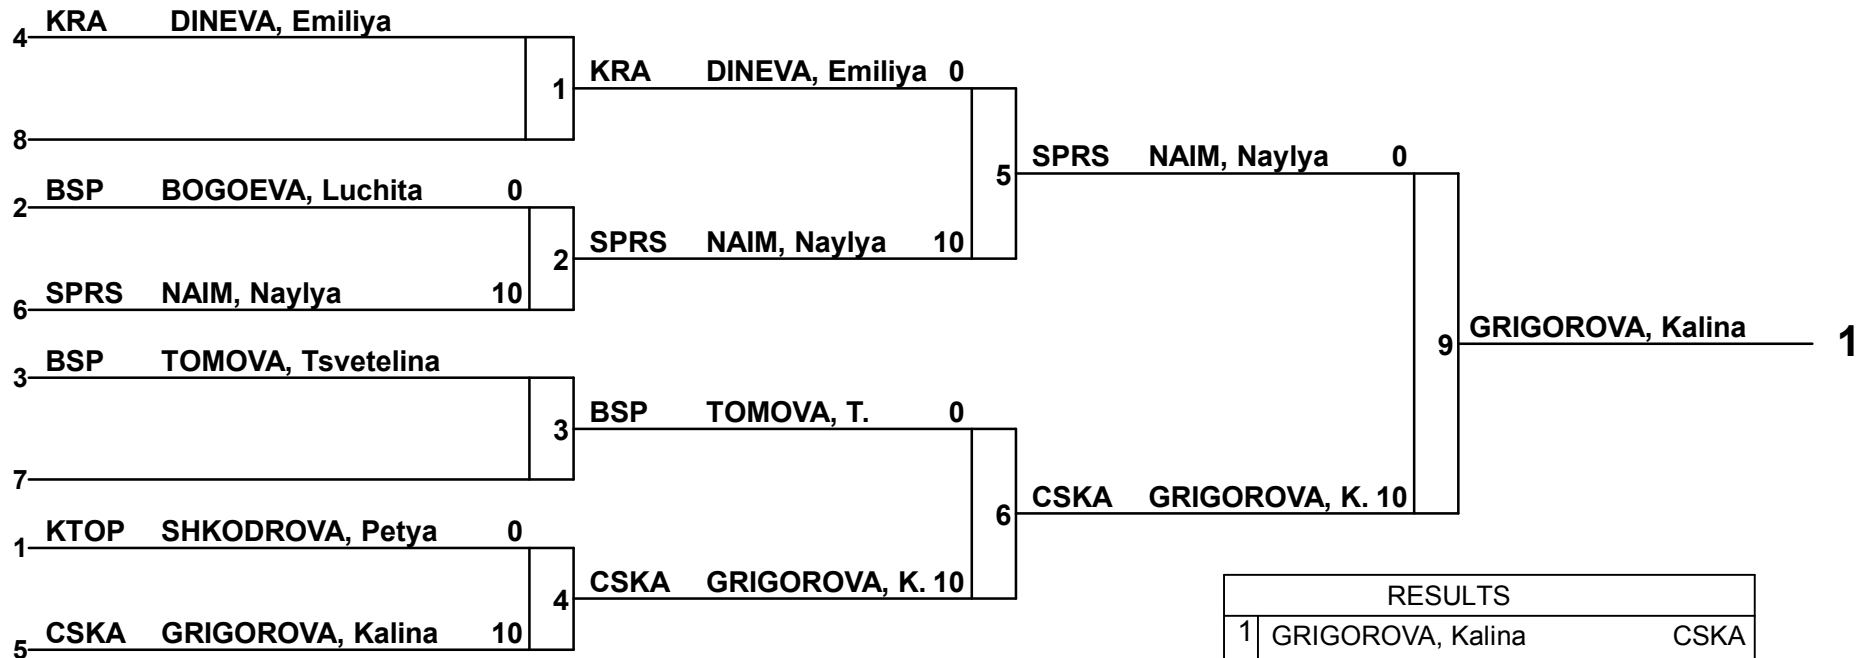 KRA DINEVA, Emiliya
4
1 KRA DINEVA, Emiliya 0
8
BSP BOGOEVA, Luchita 0
2
5 SPRS NAIM, Naylya 0
SPRS NAIM, Naylya 10
2
SPRS NAIM, Naylya 10
6
9 GRIGOROVA, Kalina 1
BSP TOMOVA, Tsvetelina
3
BSP TOMOVA, T. 0
3
7
CSKA GRIGOROVA, K. 10
6
KTOP SHKODROVA, Petya 0
1
CSKA GRIGOROVA, K. 10
4
CSKA GRIGOROVA, Kalina 10
5
RESULTS
1 GRIGOROVA, Kalina CSKA